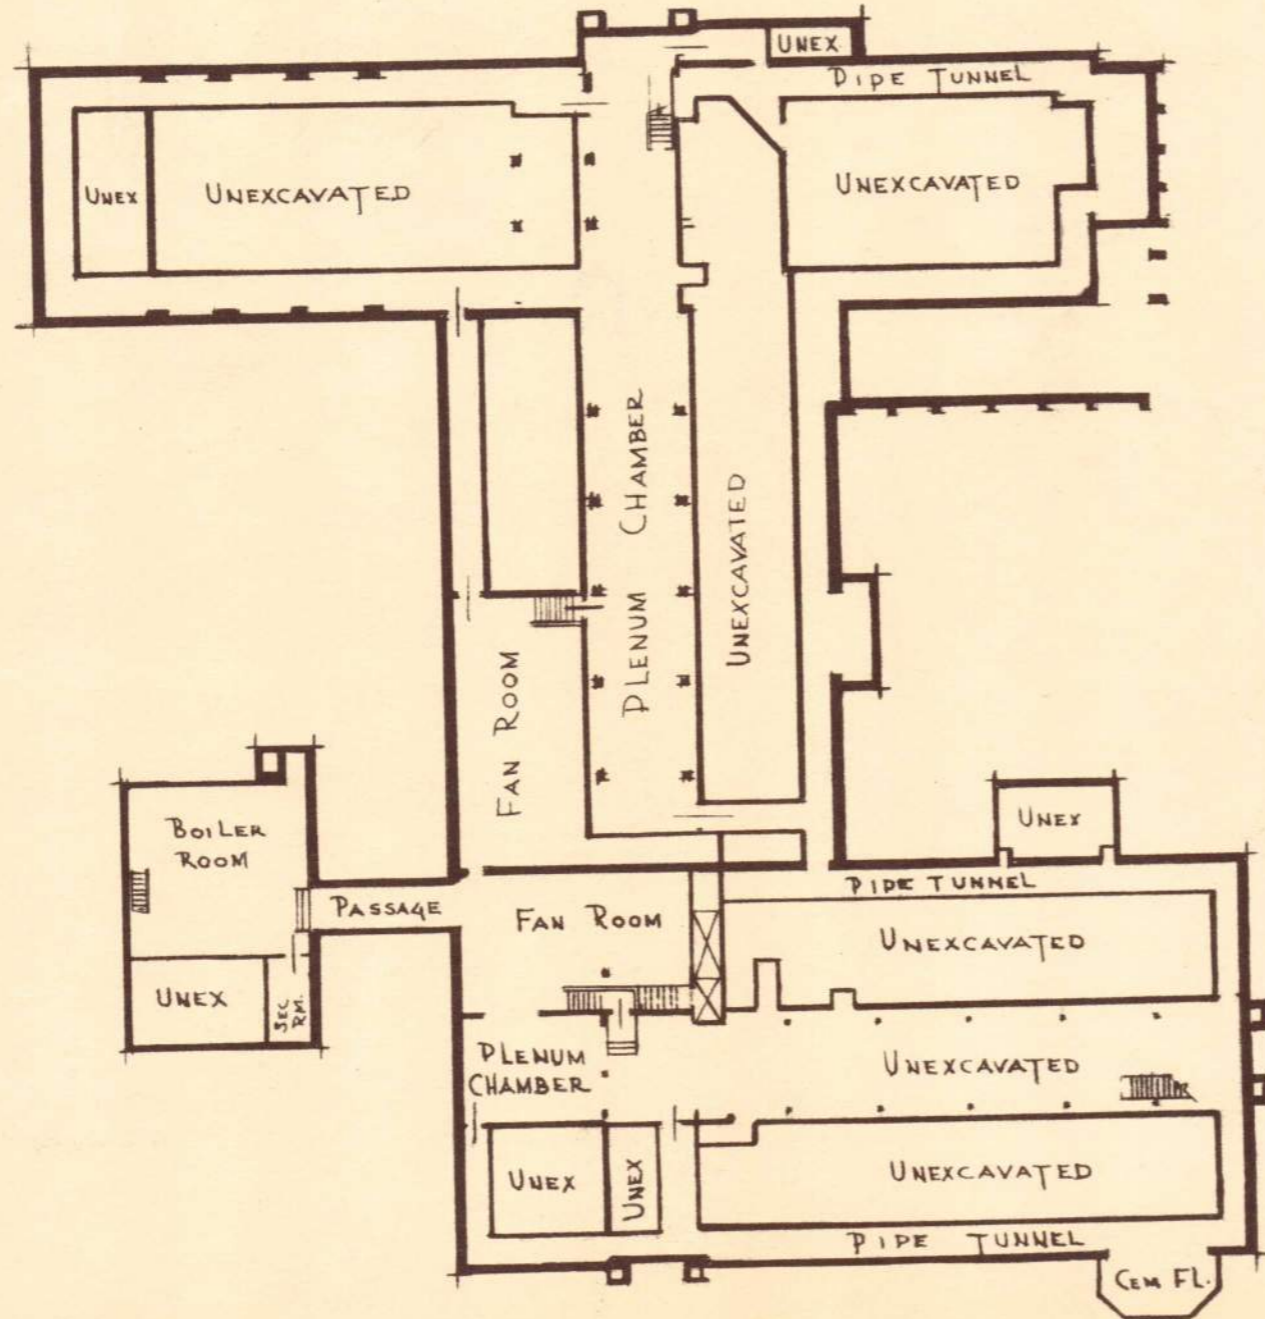 UNEX
PIPE TUNNEL
UNEX
UNEXCAVATED
UNEXCAVATED
PLENUM CHAMBER
UNEXCAVATED
FAN ROOM
BOILER
ROOM
UNEX
PASSAGE
PIPE TUNNEL
FAN ROOM
UNEXCAVATED
UNEX
SEC
RM.
PLENUM
CHAMBER
UNEXCAVATED
UNEX
UNEX
UNEXCAVATED
PIPE TUNNEL
CEM FL.